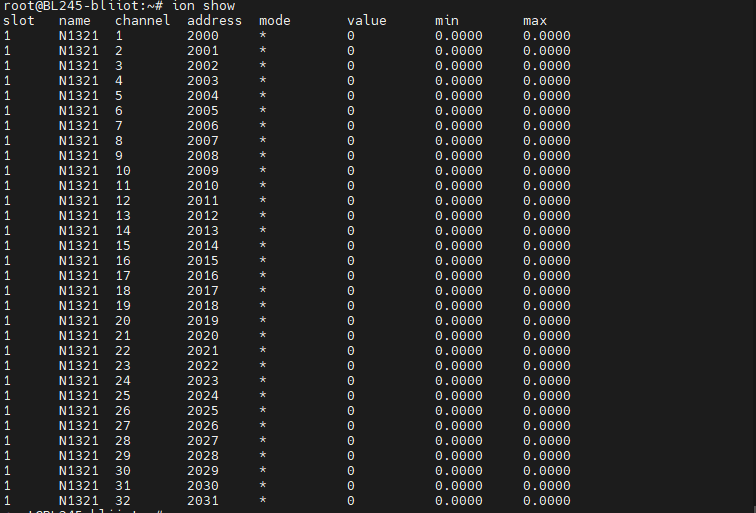 root@BL245-bliiot:~# ion show
slot name channel address mode value min max
1 N1321 1 2000 * 0 0.0000 0.0000
1 N1321 2 2001 * 0 0.0000 0.0000
1 N1321 3 2002 * 0 0.0000 0.0000
1 N1321 4 2003 * 0 0.0000 0.0000
1 N1321 5 2004 * 0 0.0000 0.0000
1 N1321 6 2005 * 0 0.0000 0.0000
1 N1321 7 2006 * 0 0.0000 0.0000
1 N1321 8 2007 * 0 0.0000 0.0000
1 N1321 9 2008 * 0 0.0000 0.0000
1 N1321 10 2009 * 0 0.0000 0.0000
1 N1321 11 2010 * 0 0.0000 0.0000
1 N1321 12 2011 * 0 0.0000 0.0000
1 N1321 13 2012 * 0 0.0000 0.0000
1 N1321 14 2013 * 0 0.0000 0.0000
1 N1321 15 2014 * 0 0.0000 0.0000
1 N1321 16 2015 * 0 0.0000 0.0000
1 N1321 17 2016 * 0 0.0000 0.0000
1 N1321 18 2017 * 0 0.0000 0.0000
1 N1321 19 2018 * 0 0.0000 0.0000
1 N1321 20 2019 * 0 0.0000 0.0000
1 N1321 21 2020 * 0 0.0000 0.0000
1 N1321 22 2021 * 0 0.0000 0.0000
1 N1321 23 2022 * 0 0.0000 0.0000
1 N1321 24 2023 * 0 0.0000 0.0000
1 N1321 25 2024 * 0 0.0000 0.0000
1 N1321 26 2025 * 0 0.0000 0.0000
1 N1321 27 2026 * 0 0.0000 0.0000
1 N1321 28 2027 * 0 0.0000 0.0000
1 N1321 29 2028 * 0 0.0000 0.0000
1 N1321 30 2029 * 0 0.0000 0.0000
1 N1321 31 2030 * 0 0.0000 0.0000
1 N1321 32 2031 * 0 0.0000 0.0000